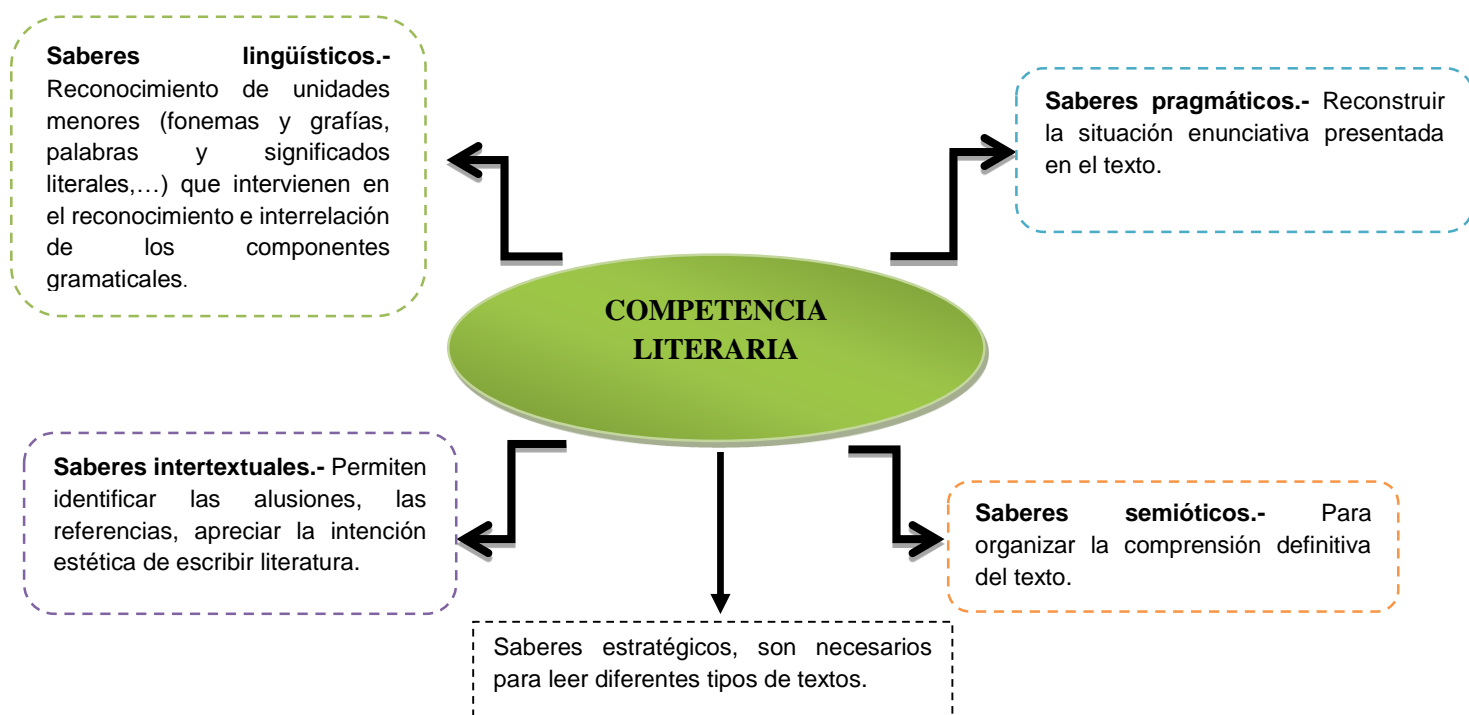 Saberes lingüísticos.-
Reconocimiento de unidades
menores (fonemas y grafías,
palabras y significados
literales,…) que intervienen en
el reconocimiento e interrelación
de los componentes
gramaticales.
Saberes pragmáticos.- Reconstruir
la situación enunciativa presentada
en el texto.
COMPETENCIA
LITERARIA
Saberes intertextuales.- Permiten
identificar las alusiones, las
referencias, apreciar la intención
estética de escribir literatura.
Saberes semióticos.- Para
organizar la comprensión definitiva
del texto.
Saberes estratégicos, son necesarios
para leer diferentes tipos de textos.